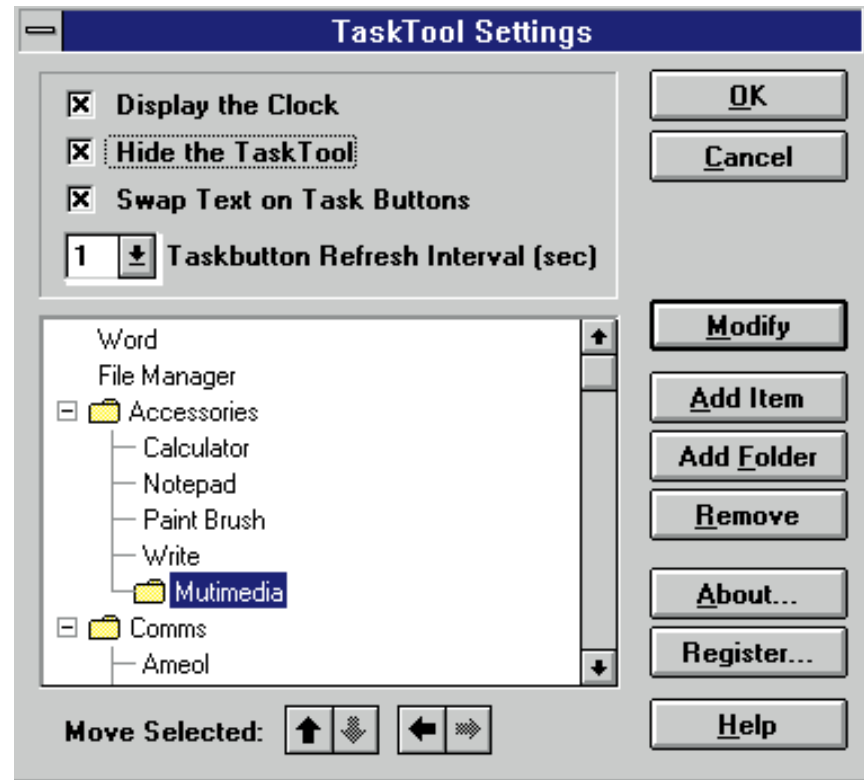 TaskTool Settings
Display the Clock
Hide the TaskTool
Swap Text on Task Buttons
1 Taskbutton Refresh Interval (sec)
OK
Cancel
Word
File Manager
Accessories
Calculator
Notepad
Paint Brush
Write
Mutimedia
Comms
Ameol
Modify
Add Item
Add Folder
Remove
About...
Register...
Help
Move Selected: